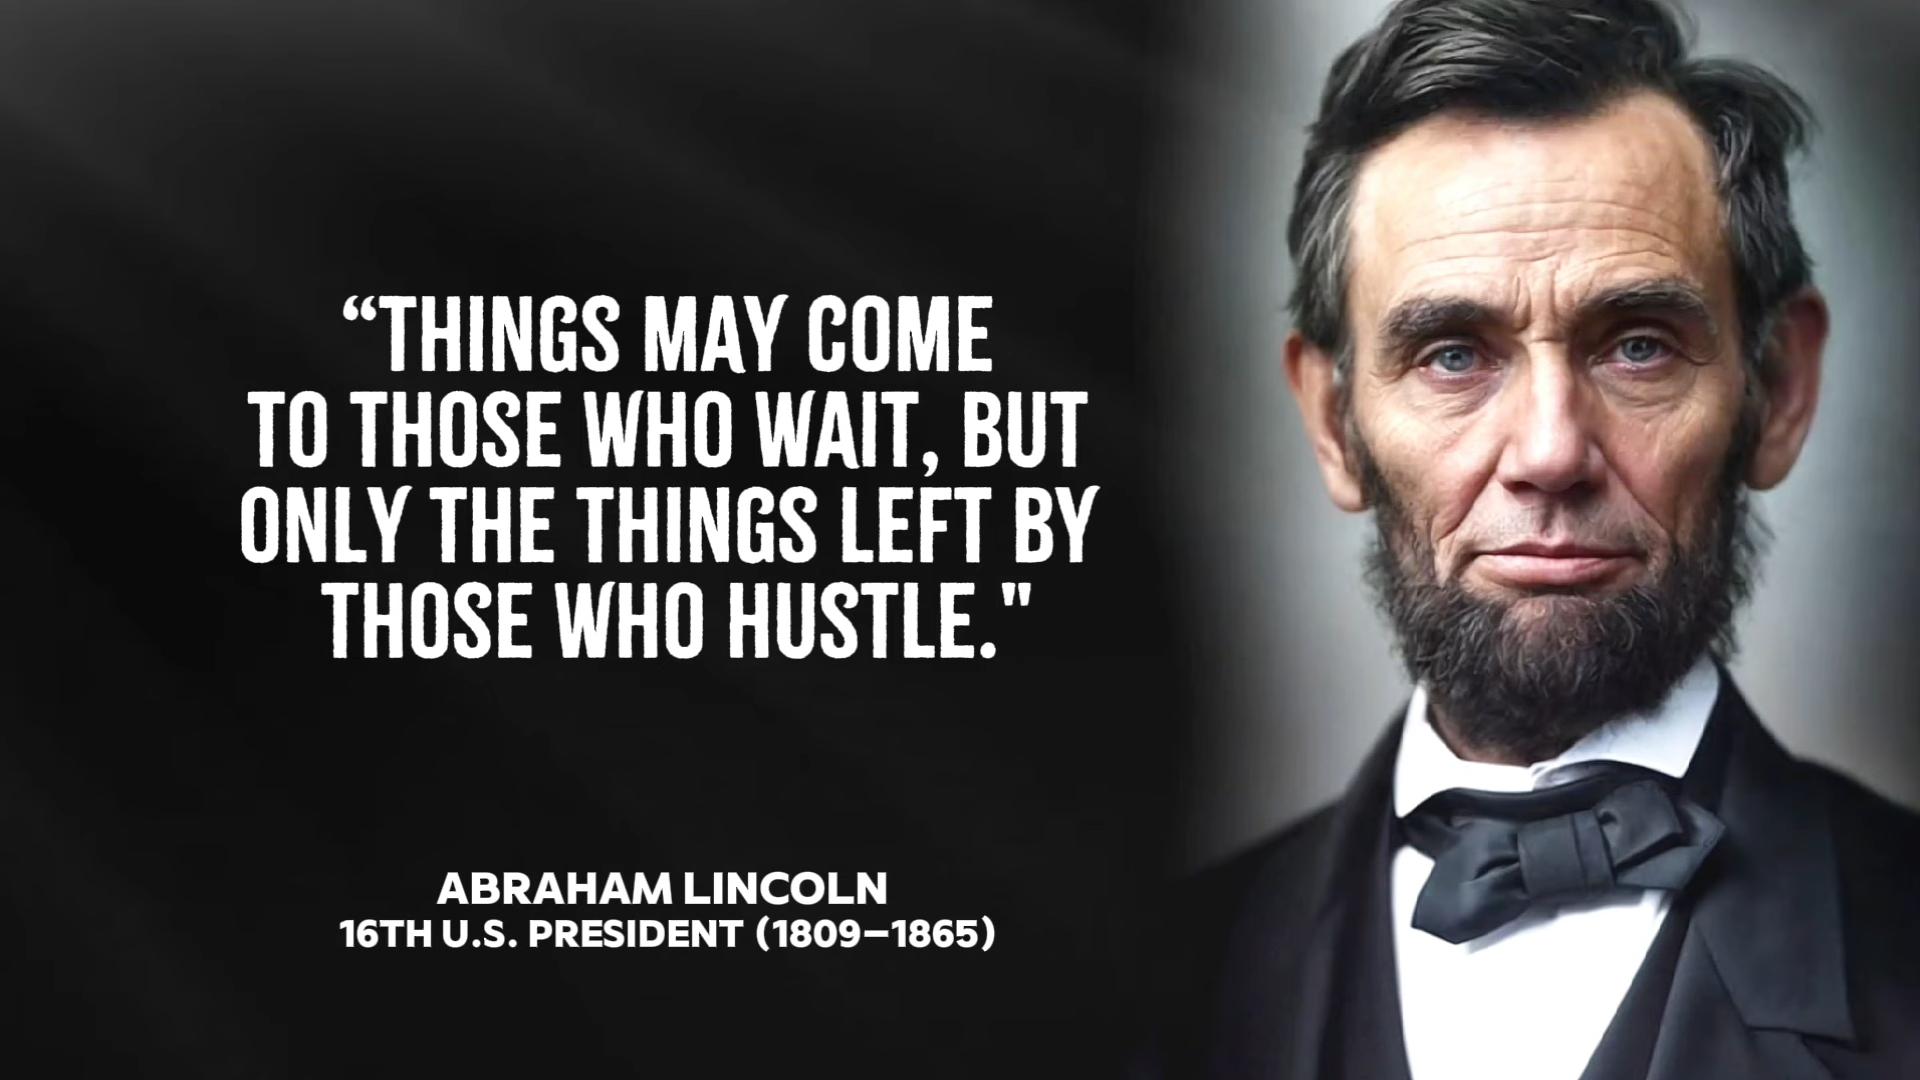 “THINGS MAY COME
TO THOSE WHO WAIT, BUT
ONLY THE THINGS LEFT BY
THOSE WHO HUSTLE."
ABRAHAM LINCOLN
16TH U.S. PRESIDENT (1809–1865)